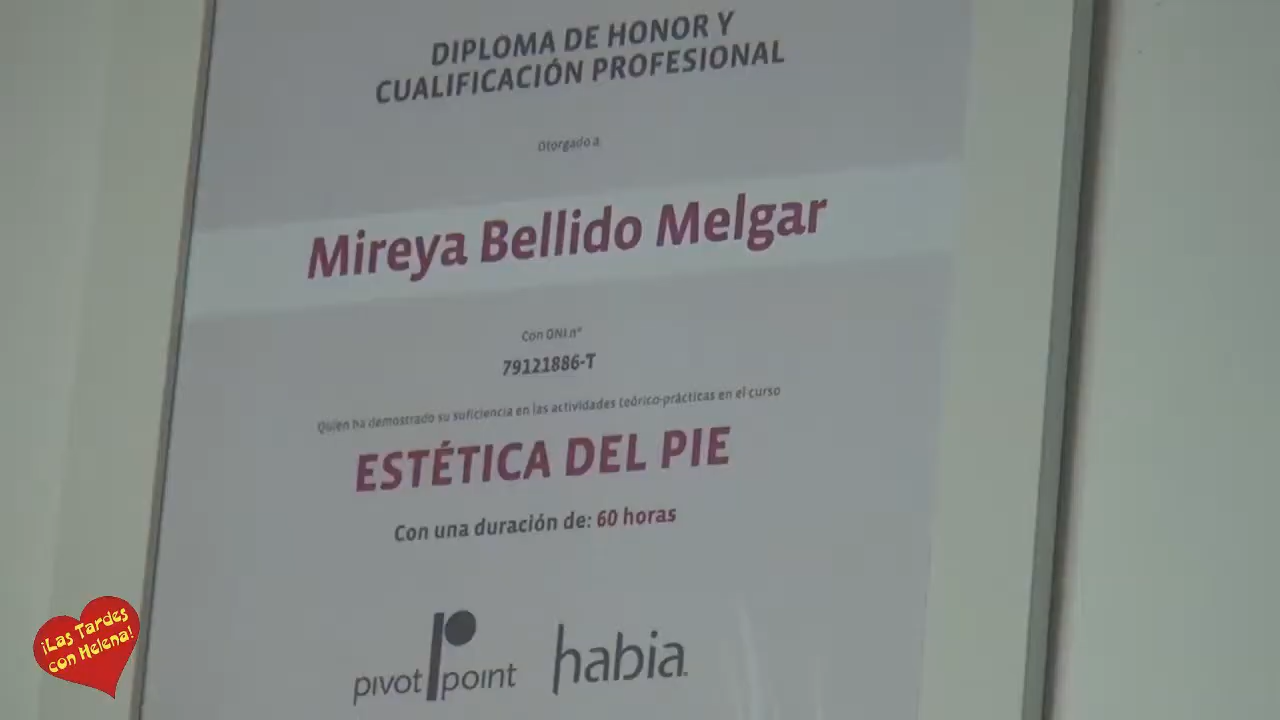 DIPLOMA DE HONOR Y
CUALIFICACIÓN PROFESIONAL
Otorgado a
Mireya Bellido Melgar
Con DNI nº
79121886-T
Quien ha demostrado su suficiencia en las actividades teórico-prácticas en el curso
ESTÉTICA DEL PIE
Con una duración de: 60 horas
pivot point
habia
¡Las Tardes
con Helena!